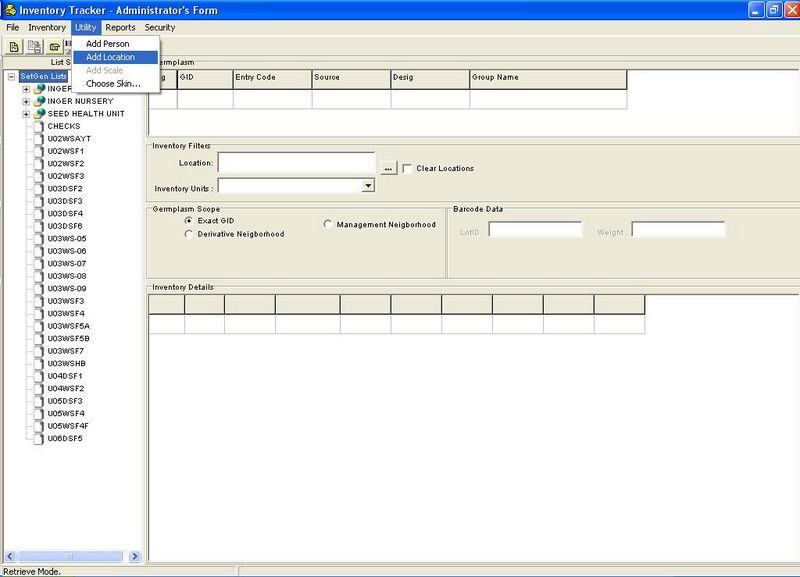 Inventory Tracker - Administrator's Form
File Inventory Utility Reports Security
Add Person
Add Location
Add Scale
Choose Skin...
List S
SetGen Lists
INGER
INGER NURSERY
SEED HEALTH UNIT
CHECKS
U02WSAYT
U02WSF1
U02WSF2
U02WSF3
U03DSF2
U03DSF3
U03DSF4
U03DSF6
U03WS-05
U03WS-06
U03WS-07
U03WS-08
U03WS-09
U03WSF3
U03WSF4
U03WSF5A
U03WSF5B
U03WSF7
U03WSHB
U04DSF1
U04WSF2
U05DSF3
U05WSF4
U05WSF4F
U06DSF5
ermplasm
g GID Entry Code Source Desig Group Name
Inventory Filters
Location: ... Clear Locations
Inventory Units :
Germplasm Scope
Exact GID
Management Neigborhood
Derivative Neigborhood
Barcode Data
LotID : Weight :
Inventory Details
Retrieve Mode.